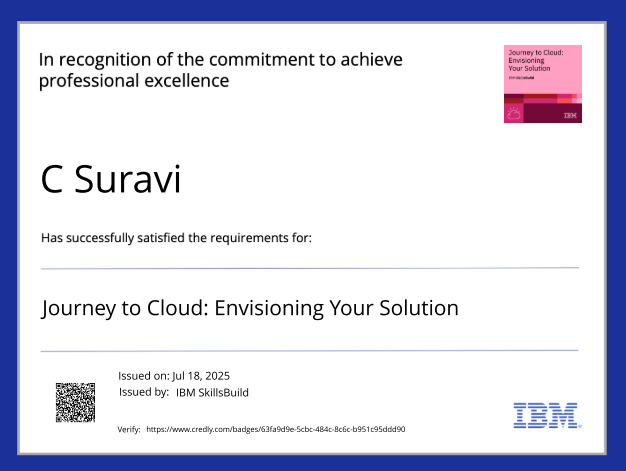 In recognition of the commitment to achieve
professional excellence
Journey to Cloud:
Envisioning
Your Solution
IBM SkillsBuild
IBM
C Suravi
Has successfully satisfied the requirements for:
Journey to Cloud: Envisioning Your Solution
Issued on: Jul 18, 2025
Issued by: IBM SkillsBuild
Verify: https://www.credly.com/badges/63fa9d9e-5cbc-484c-8c6c-b951c95ddd90
IBM